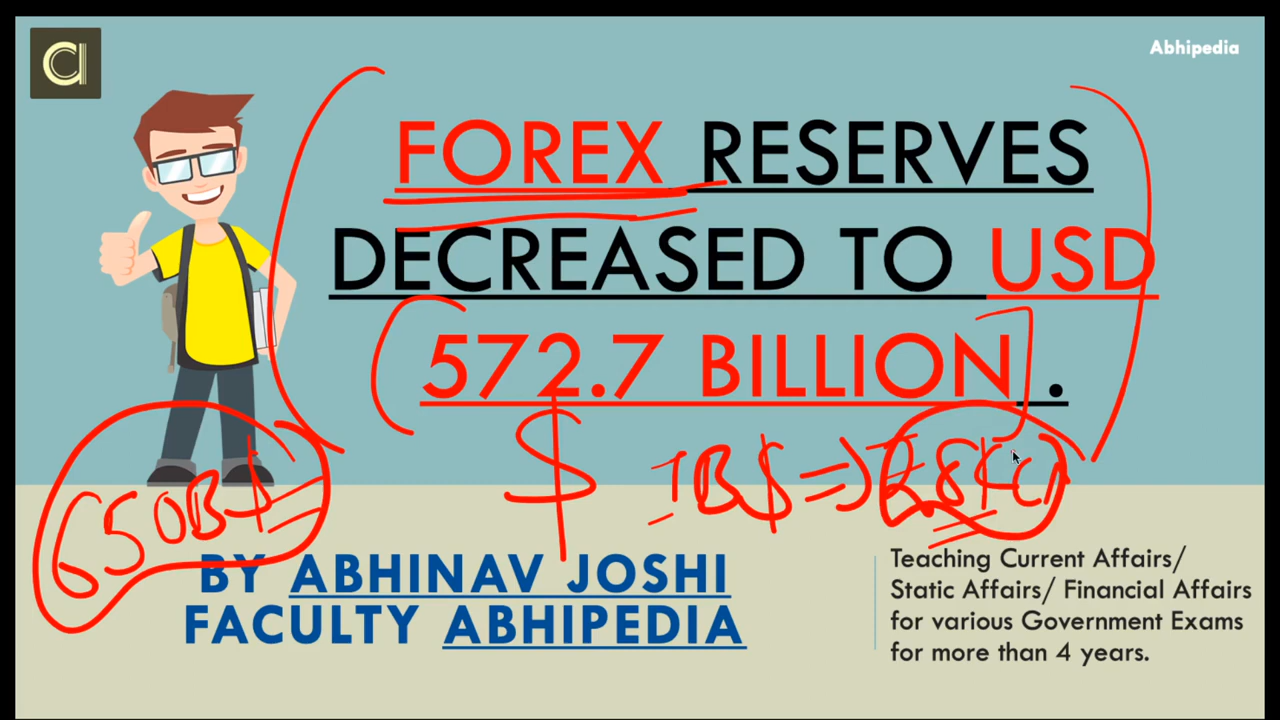 Abhipedia
FOREX RESERVES
DECREASED TO USD
572.7 BILLION .
$
650B$
1B$ =>
BY ABHINAV JOSHI
FACULTY ABHIPEDIA
Teaching Current Affairs/
Static Affairs/ Financial Affairs
for various Government Exams
for more than 4 years.